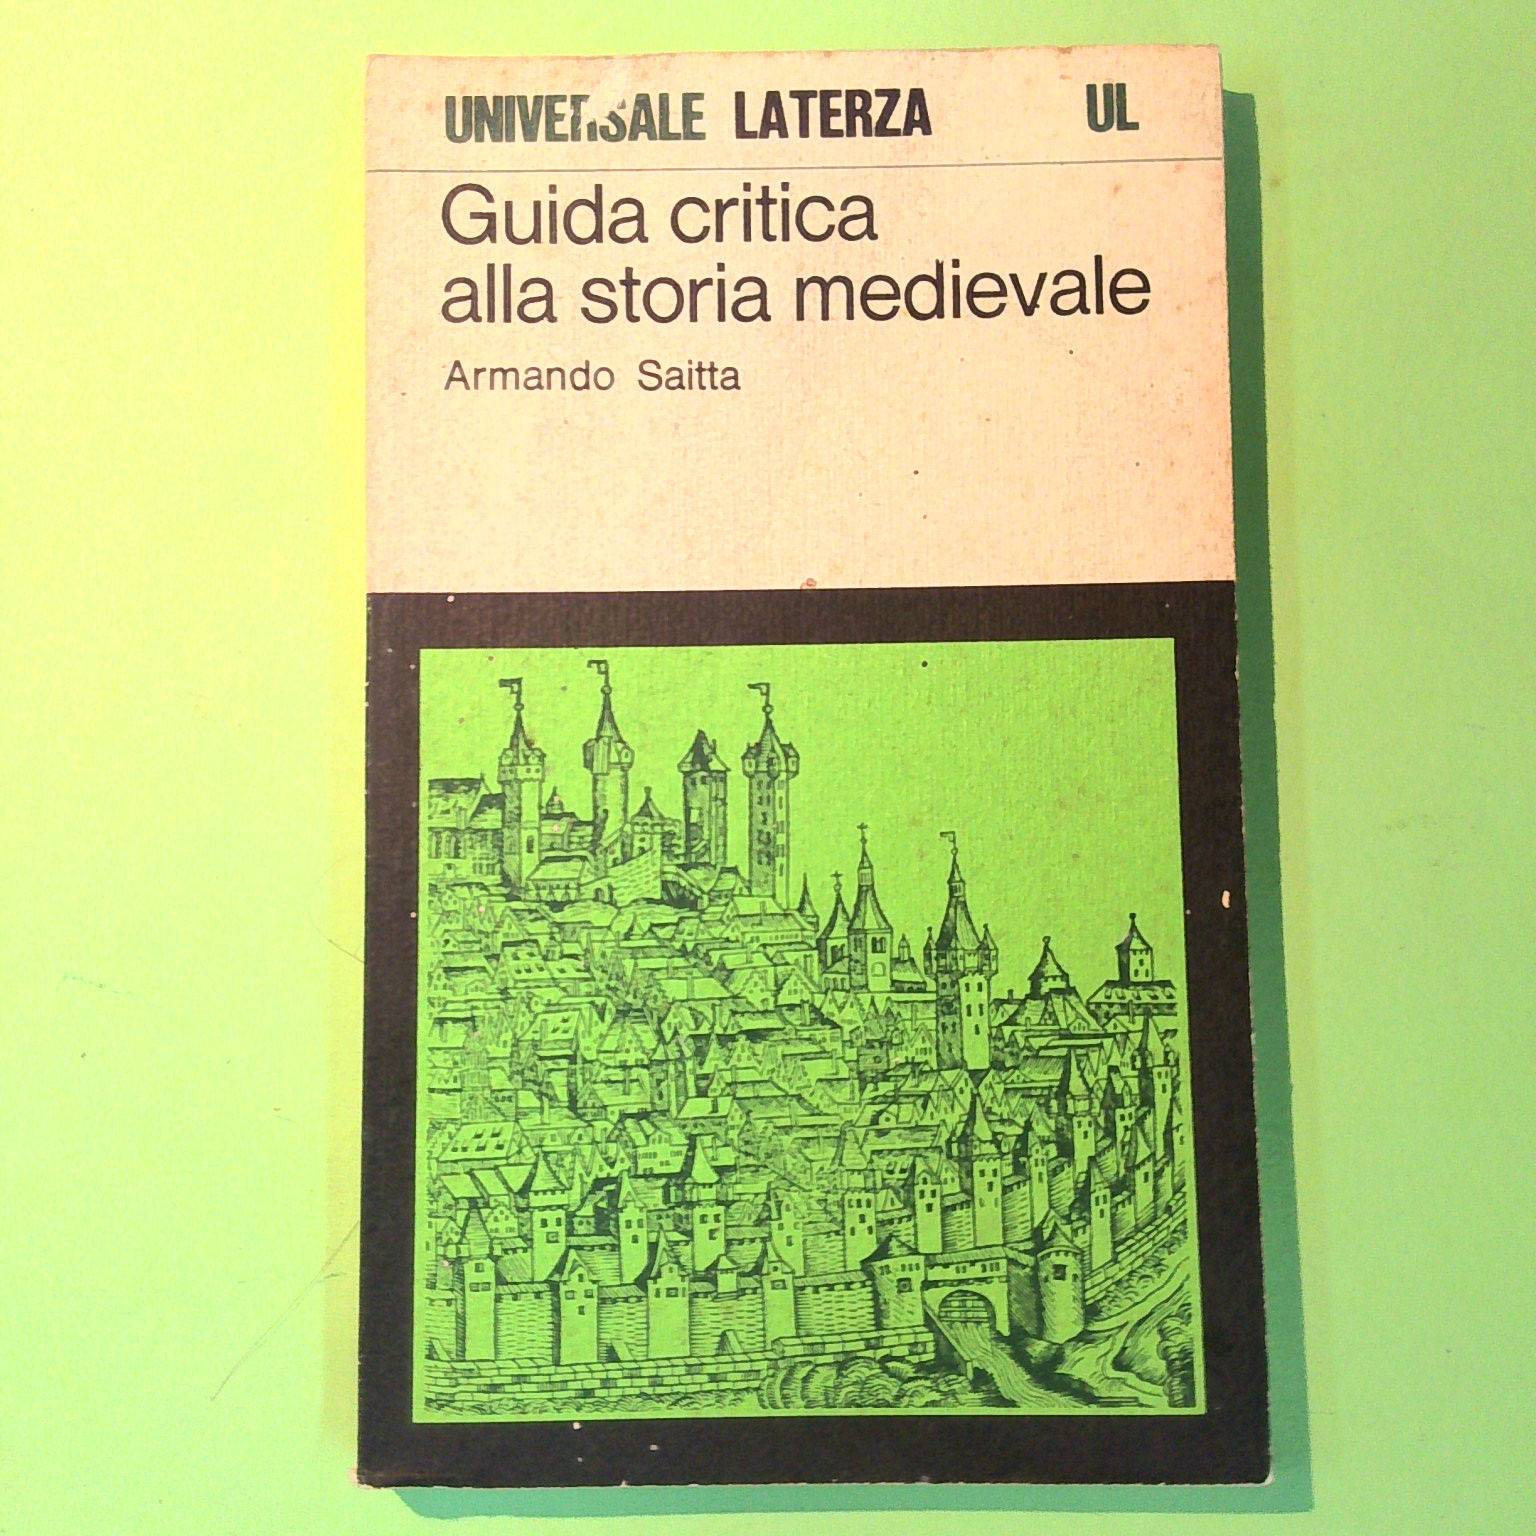 UNIVERSALE LATERZA UL
Guida critica
alla storia medievale
Armando Saitta